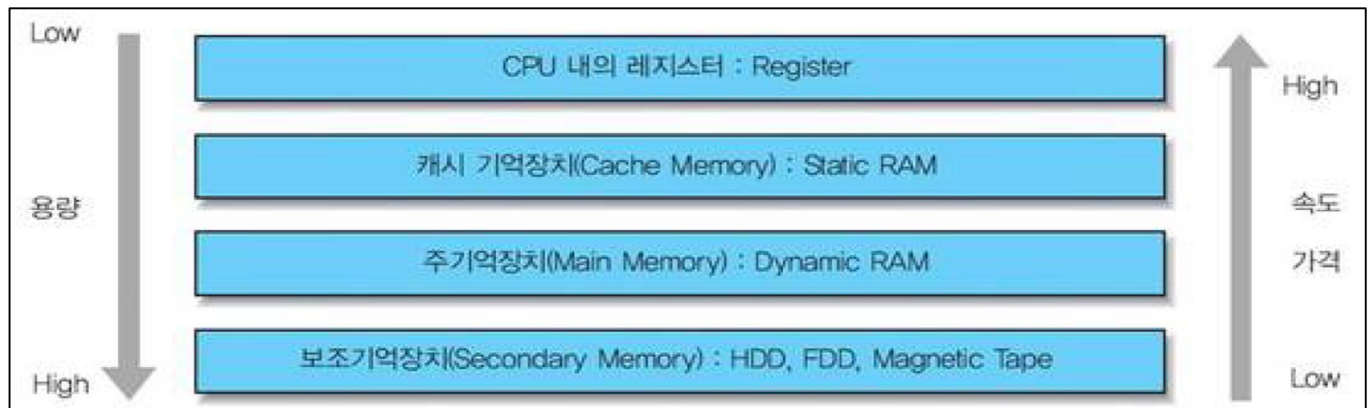 Low
CPU 내의 레지스터 : Register
High
캐시 기억장치(Cache Memory) : Static RAM
용량
속도
주기억장치(Main Memory) : Dynamic RAM
가격
보조기억장치(Secondary Memory) : HDD, FDD, Magnetic Tape
High
Low